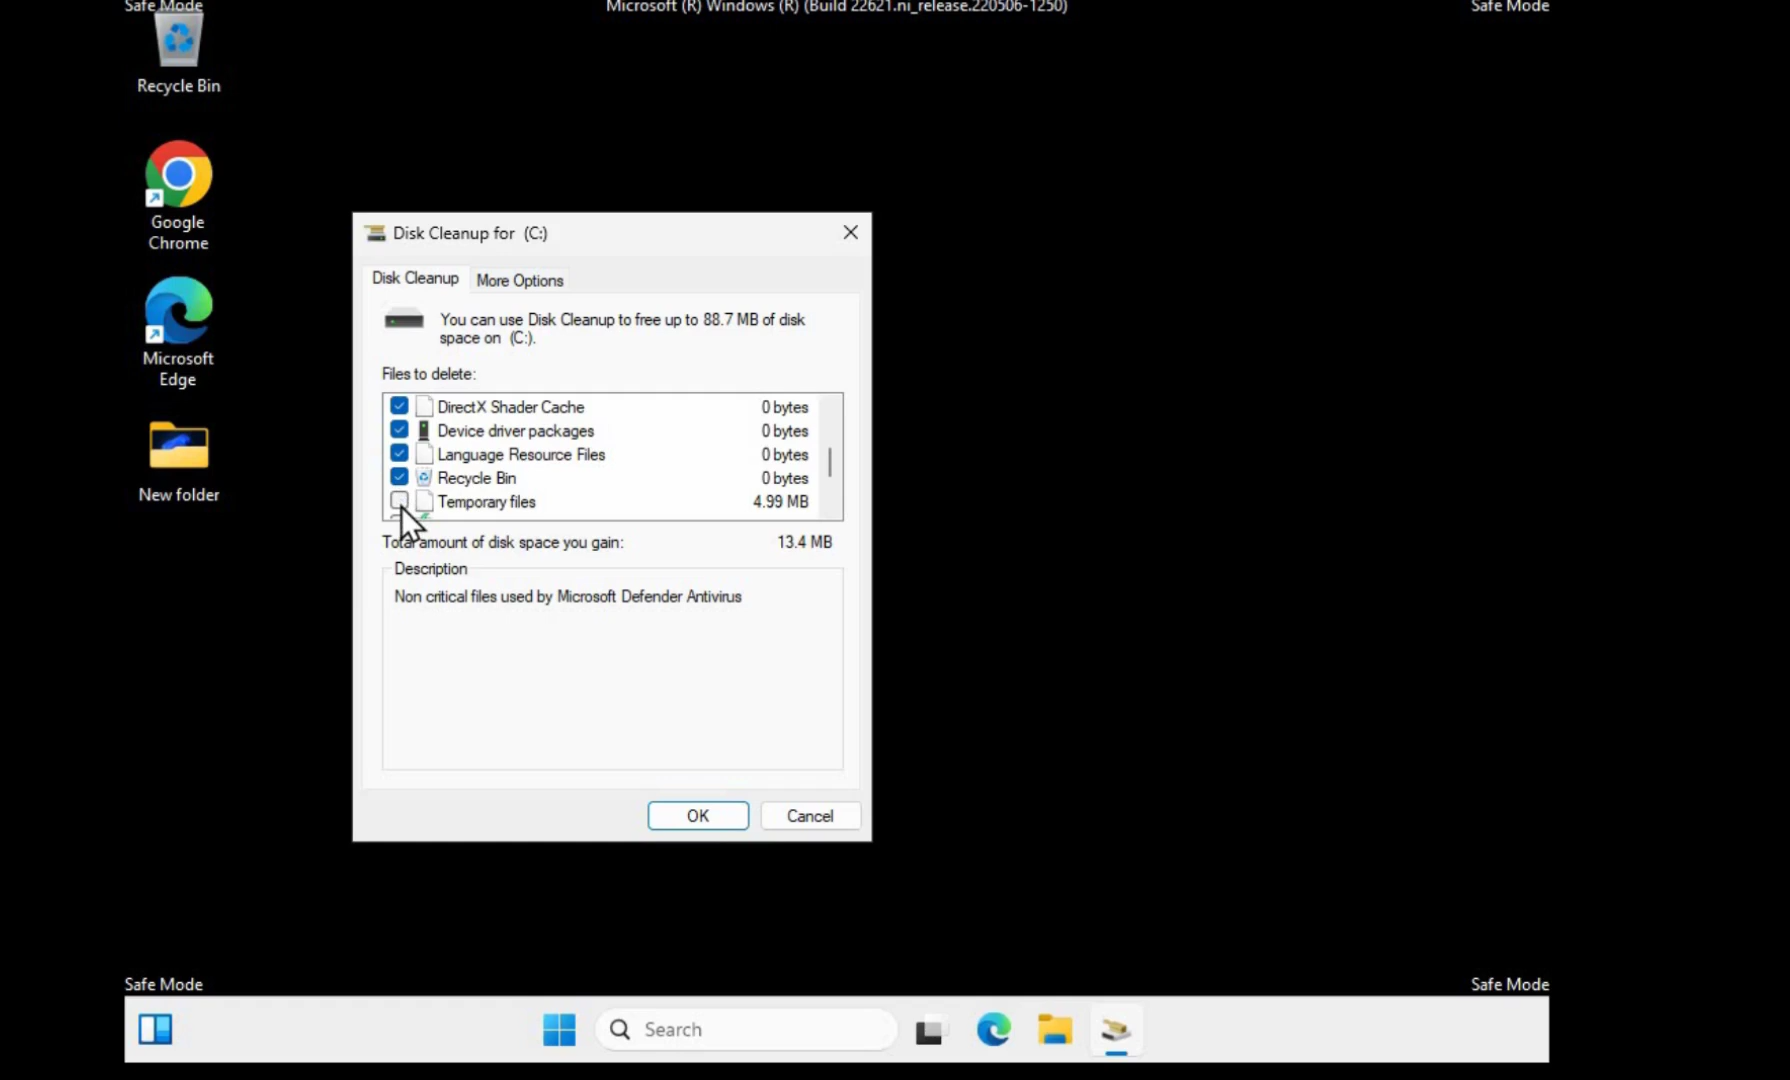 Safe Mode
Microsoft (R) Windows (R) (Build 22621.ni_release.220506-1250)
Safe Mode
Recycle Bin
Google
Chrome
Microsoft
Edge
New folder
Disk Cleanup for (C:)
Disk Cleanup
More Options
You can use Disk Cleanup to free up to 88.7 MB of disk
space on (C:).
Files to delete:
DirectX Shader Cache 0 bytes
Device driver packages 0 bytes
Language Resource Files 0 bytes
Recycle Bin 0 bytes
Temporary files 4.99 MB
Total amount of disk space you gain: 13.4 MB
Description
Non critical files used by Microsoft Defender Antivirus
OK
Cancel
Safe Mode
Safe Mode
Search